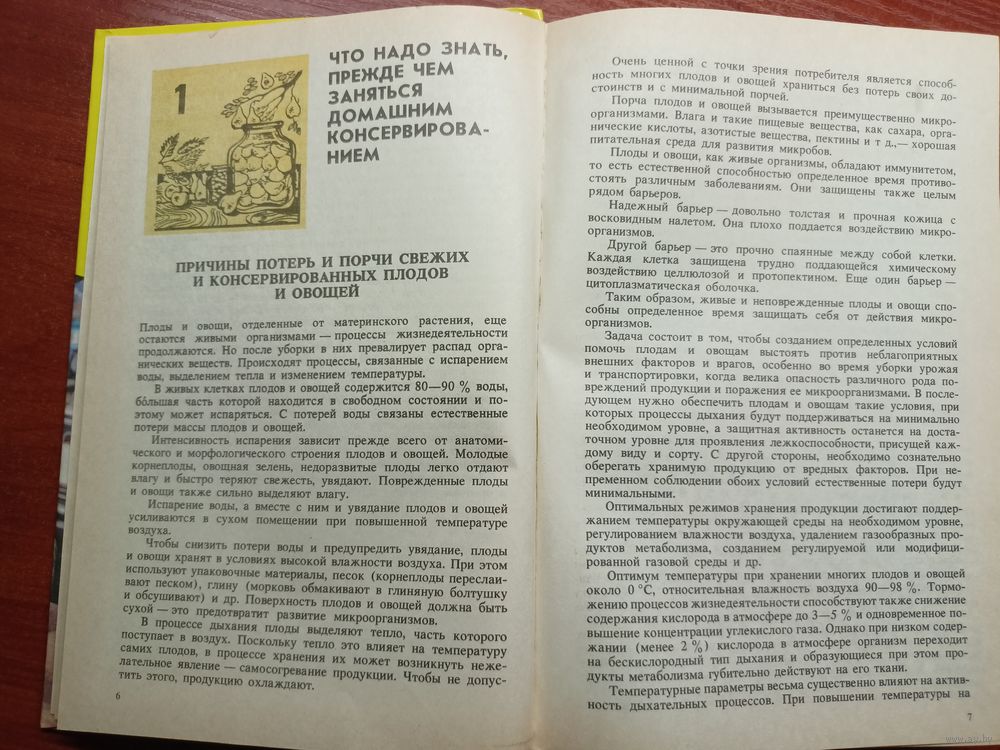 1
ЧТО НАДО ЗНАТЬ,
ПРЕЖДЕ ЧЕМ
ЗАНЯТЬСЯ
ДОМАШНИМ
КОНСЕРВИРОВА-
НИЕМ
ПРИЧИНЫ ПОТЕРЬ И ПОРЧИ СВЕЖИХ
И КОНСЕРВИРОВАННЫХ ПЛОДОВ
И ОВОЩЕЙ
Плоды и овощи, отделенные от материнского растения, еще
остаются живыми организмами — процессы жизнедеятельности
продолжаются. Но после уборки в них превалирует распад орга-
нических веществ. Происходят процессы, связанные с испарением
воды, выделением тепла и изменением температуры.
В живых клетках плодов и овощей содержится 80—90 % воды,
бо́льшая часть которой находится в свободном состоянии и по-
этому может испаряться. С потерей воды связаны естественные
потери массы плодов и овощей.
Интенсивность испарения зависит прежде всего от анатоми-
ческого и морфологического строения плодов и овощей. Молодые
корнеплоды, овощная зелень, недоразвитые плоды легко отдают
влагу и быстро теряют свежесть, увядают. Поврежденные плоды
и овощи также сильно выделяют влагу.
Испарение воды, а вместе с ним и увядание плодов и овощей
усиливаются в сухом помещении при повышенной температуре
воздуха.
Чтобы снизить потери воды и предупредить увядание, плоды
и овощи хранят в условиях высокой влажности воздуха. При этом
используют упаковочные материалы, песок (корнеплоды переслаи-
вают песком), глину (морковь обмакивают в глиняную болтушку
и обсушивают) и др. Поверхность плодов и овощей должна быть
сухой — это предотвратит развитие микроорганизмов.
В процессе дыхания плоды выделяют тепло, часть которого
поступает в воздух. Поскольку тепло это влияет на температуру
самих плодов, в процессе хранения их может возникнуть неже-
лательное явление — самосогревание продукции. Чтобы не допус-
тить этого, продукцию охлаждают.
6
Очень ценной с точки зрения потребителя является способ-
ность многих плодов и овощей храниться без потерь своих до-
стоинств и с минимальной порчей.
Порча плодов и овощей вызывается преимущественно микро-
организмами. Влага и такие пищевые вещества, как сахара, орга-
нические кислоты, азотистые вещества, пектины и т д.,— хорошая
питательная среда для развития микробов.
Плоды и овощи, как живые организмы, обладают иммунитетом,
то есть естественной способностью определенное время противо-
стоять различным заболеваниям. Они защищены также целым
рядом барьеров.
Надежный барьер — довольно толстая и прочная кожица с
восковидным налетом. Она плохо поддается воздействию микро-
организмов.
Другой барьер — это прочно спаянные между собой клетки.
Каждая клетка защищена трудно поддающейся химическому
воздействию целлюлозой и протопектином. Еще один барьер —
цитоплазматическая оболочка.
Таким образом, живые и неповрежденные плоды и овощи спо-
собны определенное время защищать себя от действия микро-
организмов.
Задача состоит в том, чтобы созданием определенных условий
помочь плодам и овощам выстоять против неблагоприятных
внешних факторов и врагов, особенно во время уборки урожая
и транспортировки, когда велика опасность различного рода по-
вреждений продукции и поражения ее микроорганизмами. В после-
дующем нужно обеспечить плодам и овощам такие условия, при
которых процессы дыхания будут поддерживаться на минимально
необходимом уровне, а защитная активность останется на доста-
точном уровне для проявления лежкоспособности, присущей каж-
дому виду и сорту. С другой стороны, необходимо сознательно
оберегать хранимую продукцию от вредных факторов. При не-
пременном соблюдении обоих условий естественные потери будут
минимальными.
Оптимальных режимов хранения продукции достигают поддер-
жанием температуры окружающей среды на необходимом уровне,
регулированием влажности воздуха, удалением газообразных про-
дуктов метаболизма, созданием регулируемой или модифици-
рованной газовой среды и др.
Оптимум температуры при хранении многих плодов и овощей
около 0 °С, относительная влажность воздуха 90—98 %. Тормо-
жению процессов жизнедеятельности способствуют также снижение
содержания кислорода в атмосфере до 3—5 % и одновременное по-
вышение концентрации углекислого газа. Однако при низком содер-
жании (менее 2 %) кислорода в атмосфере организм переходит
на бескислородный тип дыхания и образующиеся при этом про-
дукты метаболизма губительно действуют на его ткани.
Температурные параметры весьма существенно влияют на актив-
ность дыхательных процессов. При повышении температуры на
7
www.ay.by